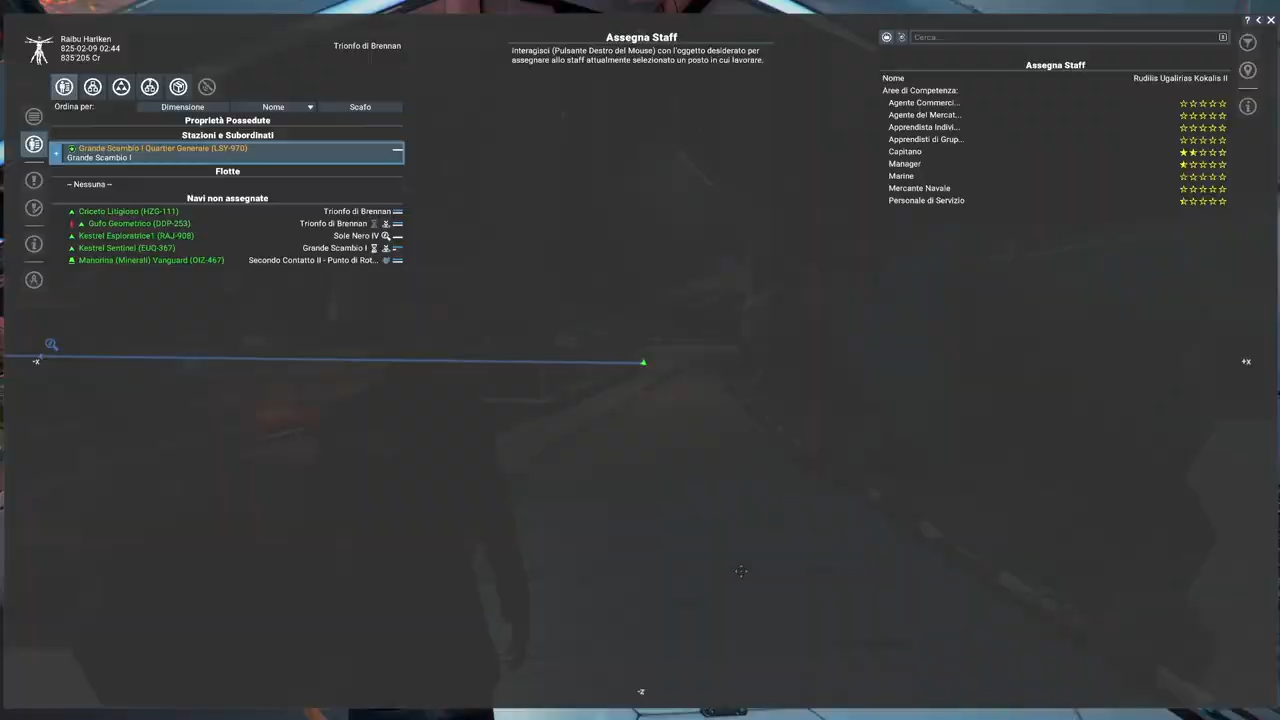 Raibu Hariken
825-02-09 02:44
835'205 Cr
Trionfo di Brennan
Ordina per:
Dimensione
Nome
Scafo
Proprietà Possedute
Stazioni e Subordinati
Grande Scambio I Quartier Generale (LSY-970)
Grande Scambio I
Flotte
-- Nessuna --
Navi non assegnate
Criceto Litigioso (HZG-111) Trionfo di Brennan
Gufo Geometrico (DDP-253) Trionfo di Brennan
Kestrel Esploratrice1 (RAJ-908) Sole Nero IV
Kestrel Sentinel (EUQ-367) Grande Scambio I
Manorina (Minerali) Vanguard (OIZ-467) Secondo Contatto II - Punto di Rot...
Assegna Staff
Interagisci (Pulsante Destro del Mouse) con l'oggetto desiderato per
assegnare allo staff attualmente selezionato un posto in cui lavorare.
Cerca...
Assegna Staff
Nome Rudilis Ugalirias Kokalis II
Aree di Competenza:
Agente Commerci...
Agente del Mercat...
Apprendista Indivi...
Apprendisti di Grup...
Capitano
Manager
Marine
Mercante Navale
Personale di Servizio
-x
+x
-z